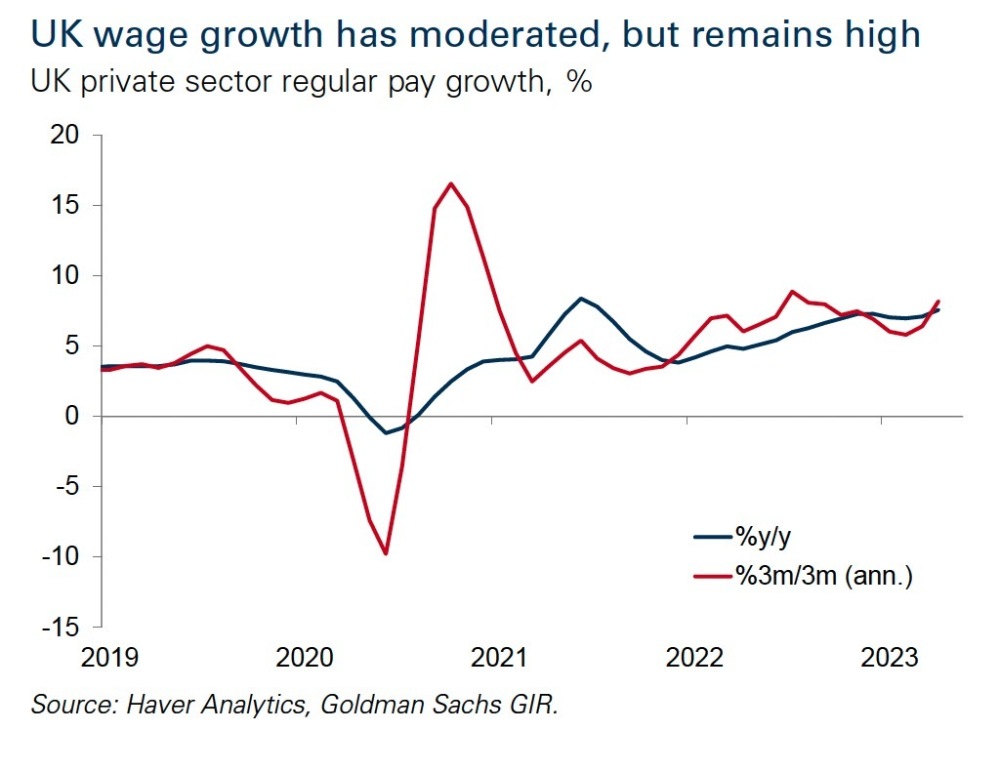 UK wage growth has moderated, but remains high
UK private sector regular pay growth, %
20
15
10
5
0
-5
-10
-15
%y/y
%3m/3m (ann.)
2019 2020 2021 2022 2023
Source: Haver Analytics, Goldman Sachs GIR.